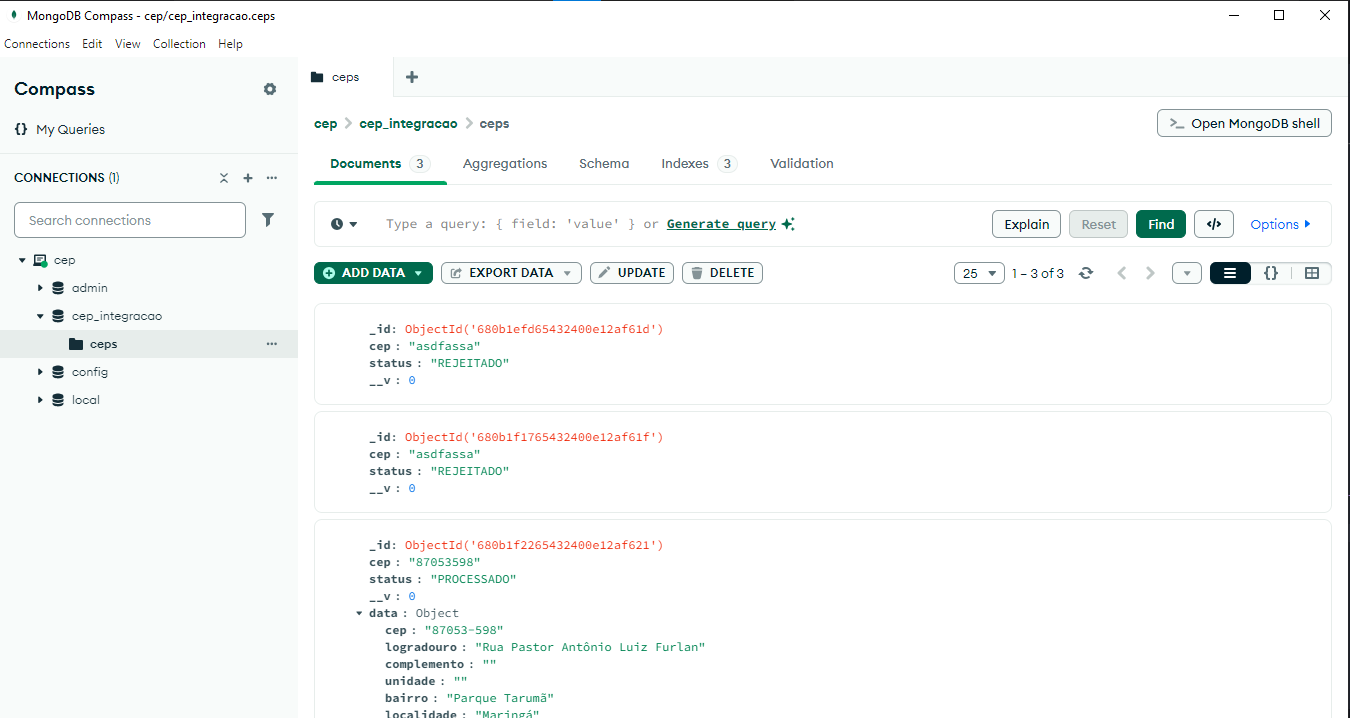 MongoDB Compass - cep/cep_integracao.ceps
Connections Edit View Collection Help
Compass
{} My Queries
CONNECTIONS (1)
Search connections
cep
admin
cep_integracao
ceps
config
local
ceps
cep > cep_integracao > ceps
>_ Open MongoDB shell
Documents 3 Aggregations Schema Indexes 3 Validation
Type a query: { field: 'value' } or Generate query
Explain Reset Find </> Options
ADD DATA EXPORT DATA UPDATE DELETE
25 1 – 3 of 3 {}
_id: ObjectId('680b1efd65432400e12af61d')
cep : "asdfassa"
status : "REJEITADO"
__v : 0
_id: ObjectId('680b1f1765432400e12af61f')
cep : "asdfassa"
status : "REJEITADO"
__v : 0
_id: ObjectId('680b1f2265432400e12af621')
cep : "87053598"
status : "PROCESSADO"
__v : 0
data : Object
cep : "87053-598"
logradouro : "Rua Pastor Antônio Luiz Furlan"
complemento : ""
unidade : ""
bairro : "Parque Tarumã"
localidade : "Maringá"